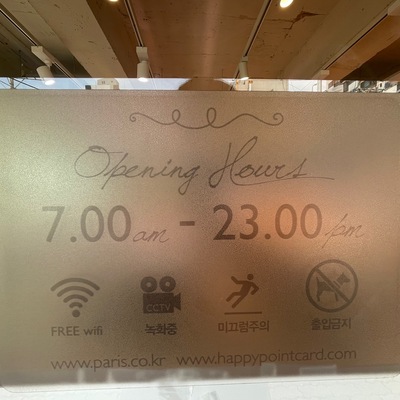 Opening Hours
7.00 am - 23.00 pm
CCTV
FREE wifi 녹화중 미끄럼주의 출입금지
www.paris.co.kr www.happypointcard.com